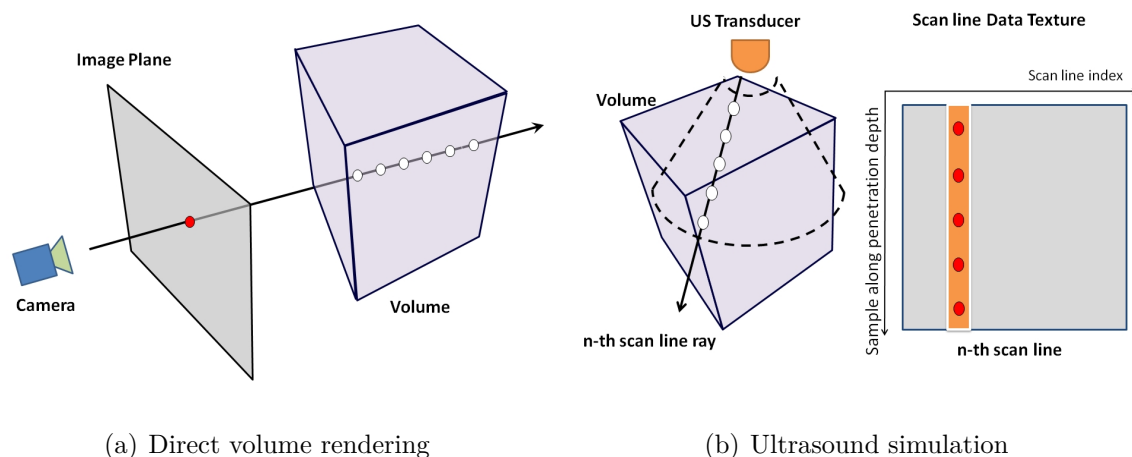 Image Plane
Camera
Volume
(a) Direct volume rendering
US Transducer
Volume
n-th scan line ray
Scan line Data Texture
Scan line index
Sample along penetration depth
n-th scan line
(b) Ultrasound simulation